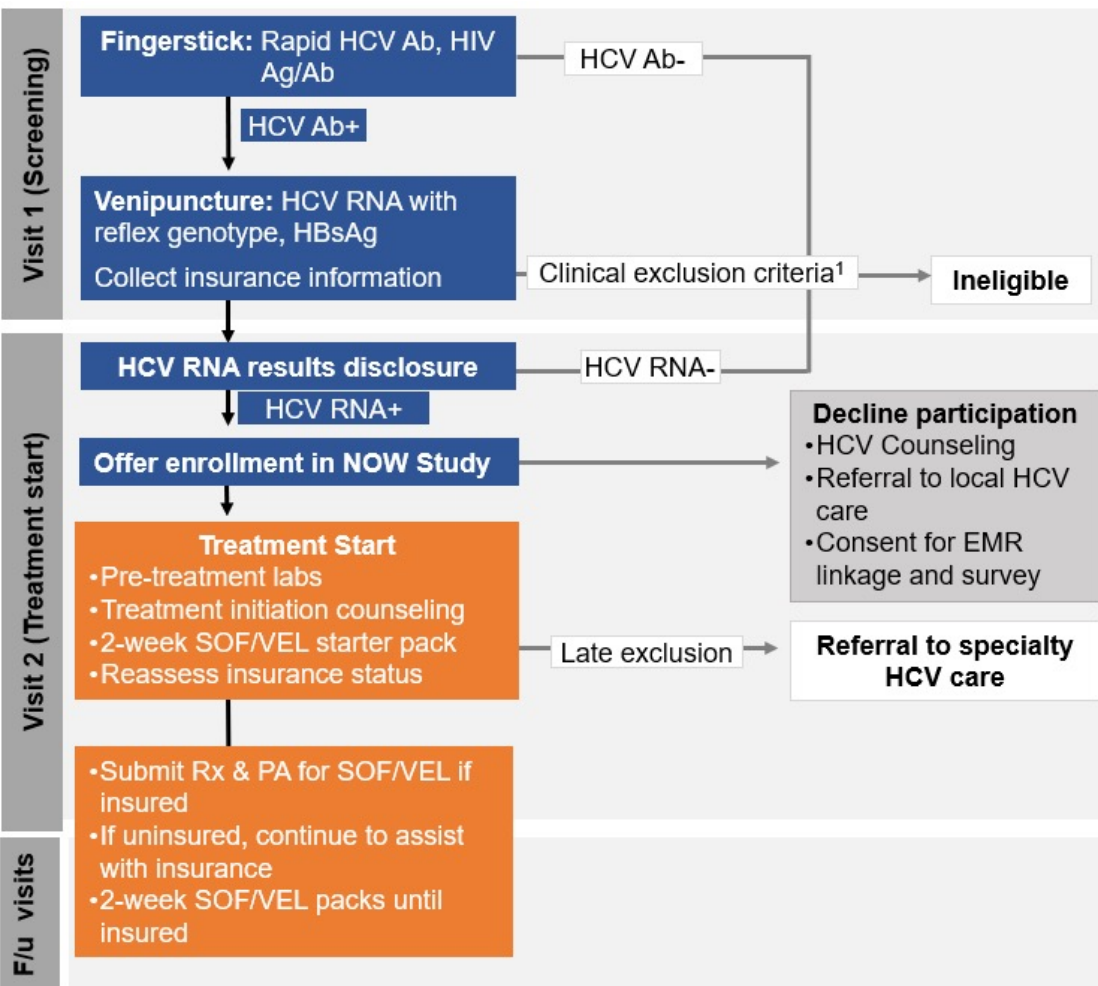 Visit 1 (Screening)
Fingerstick: Rapid HCV Ab, HIV
Ag/Ab
HCV Ab-
HCV Ab+
Venipuncture: HCV RNA with
reflex genotype, HBsAg
Collect insurance information
Clinical exclusion criteria¹
Ineligible
Visit 2 (Treatment start)
HCV RNA results disclosure
HCV RNA-
HCV RNA+
Offer enrollment in NOW Study
Decline participation
•HCV Counseling
•Referral to local HCV
care
•Consent for EMR
linkage and survey
Treatment Start
•Pre-treatment labs
•Treatment initiation counseling
•2-week SOF/VEL starter pack
•Reassess insurance status
Late exclusion
Referral to specialty
HCV care
•Submit Rx & PA for SOF/VEL if
insured
•If uninsured, continue to assist
with insurance
•2-week SOF/VEL packs until
insured
F/u visits